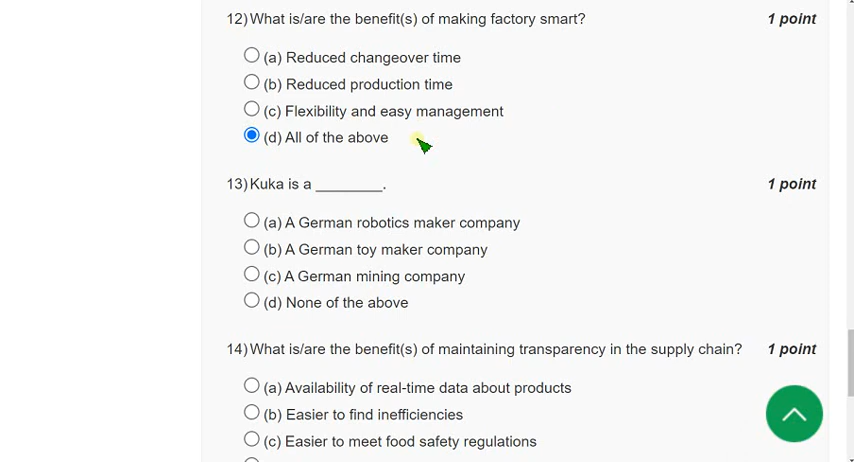 12) What is/are the benefit(s) of making factory smart? 1 point
(a) Reduced changeover time
(b) Reduced production time
(c) Flexibility and easy management
(d) All of the above
13) Kuka is a ________. 1 point
(a) A German robotics maker company
(b) A German toy maker company
(c) A German mining company
(d) None of the above
14) What is/are the benefit(s) of maintaining transparency in the supply chain? 1 point
(a) Availability of real-time data about products
(b) Easier to find inefficiencies
(c) Easier to meet food safety regulations